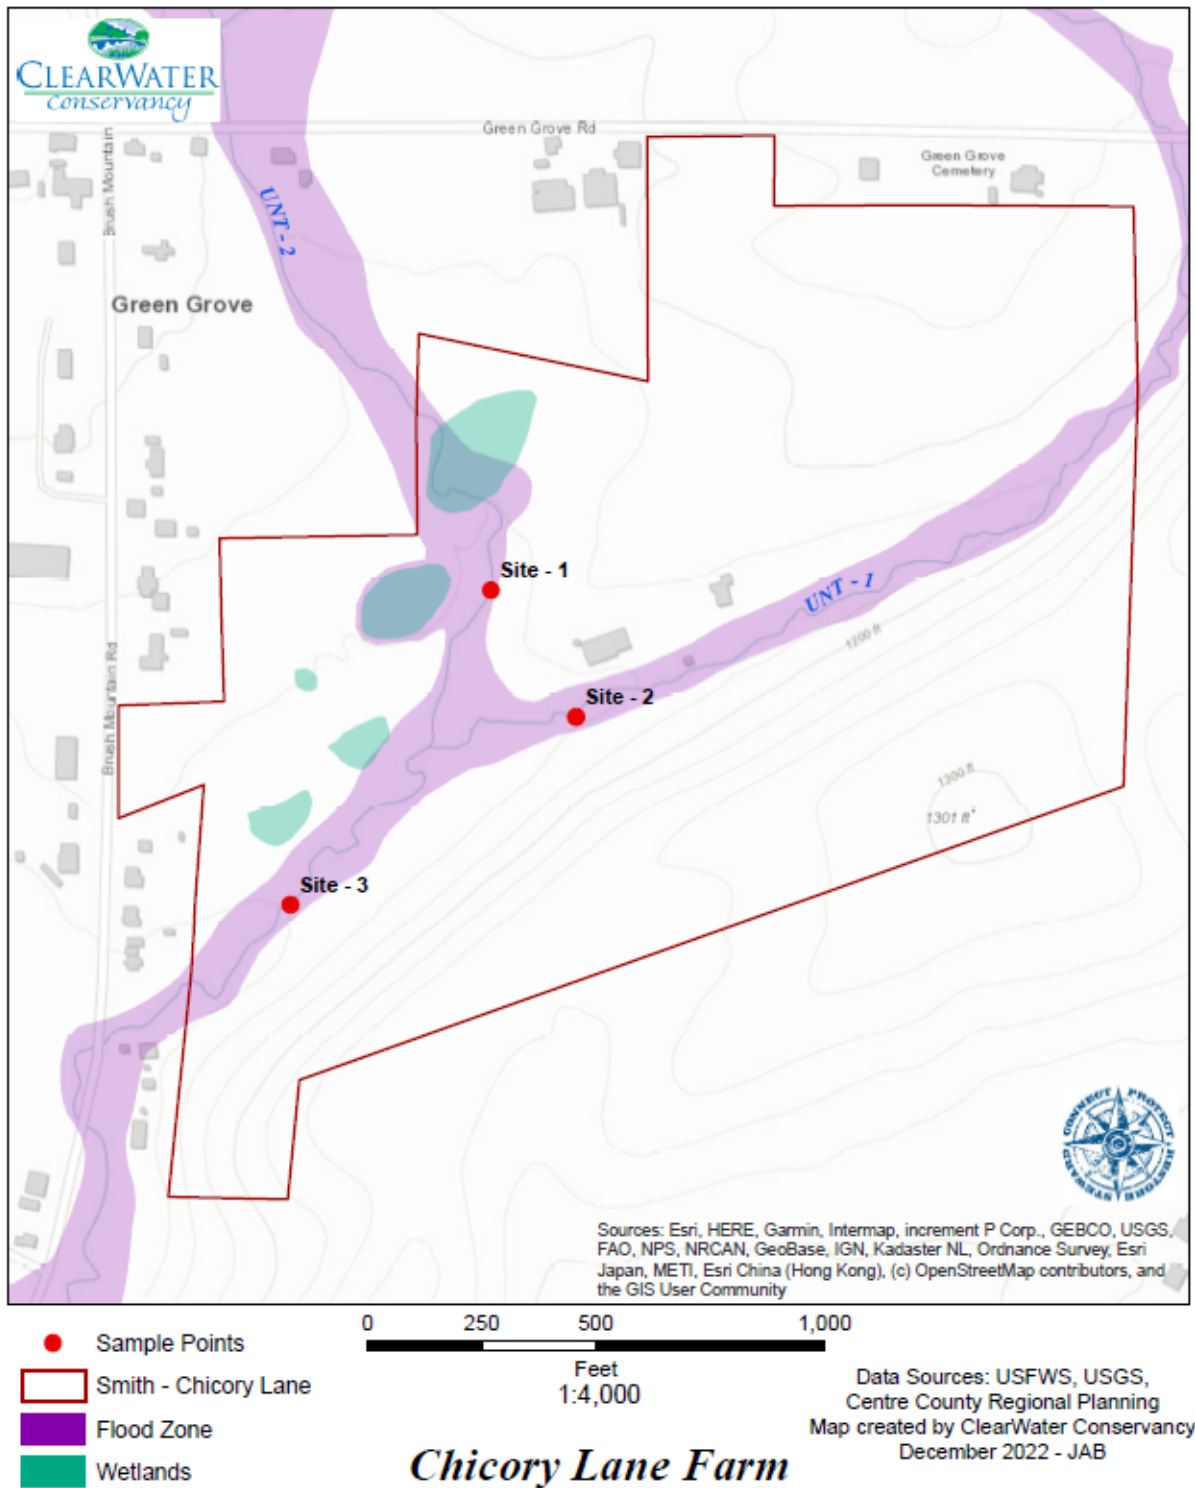 CLEARWATER
conservancy
Green Grove Rd
Brush Mountain
Green Grove
Cemetery
UNT - 2
Green Grove
Site - 1
UNT - 1
1200 ft
Site - 2
Brush Mountain Rd
1300 ft
1301 ft
Site - 3
CONNECT PROTECT RESTORE STEWARD
Sources: Esri, HERE, Garmin, Intermap, increment P Corp., GEBCO, USGS,
FAO, NPS, NRCAN, GeoBase, IGN, Kadaster NL, Ordnance Survey, Esri
Japan, METI, Esri China (Hong Kong), (c) OpenStreetMap contributors, and
the GIS User Community
0 250 500 1,000
Feet
1:4,000
Sample Points
Smith - Chicory Lane
Flood Zone
Wetlands
Data Sources: USFWS, USGS,
Centre County Regional Planning
Map created by ClearWater Conservancy
December 2022 - JAB
Chicory Lane Farm